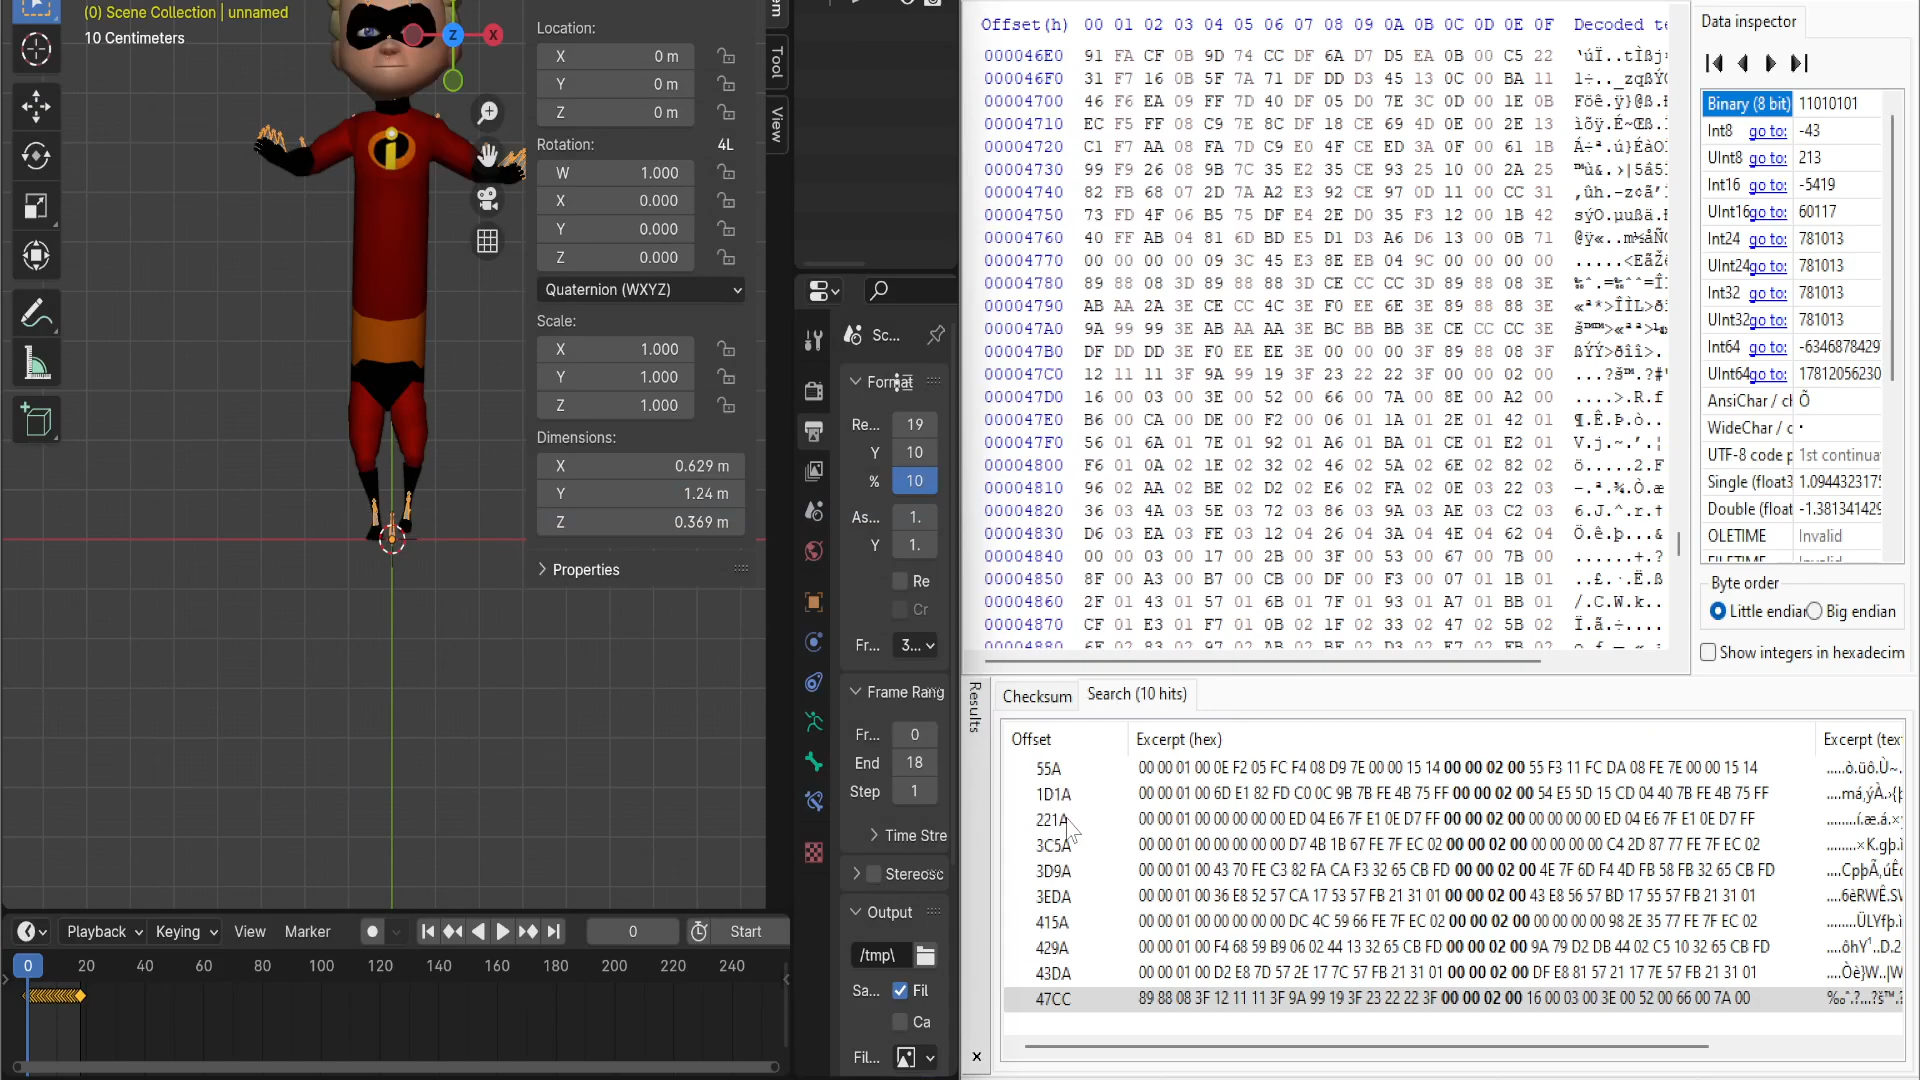 (0) Scene Collection | unnamed
10 Centimeters
Z
X
Location:
X 0 m
Y 0 m
Z 0 m
Rotation: 4L
W 1.000
X 0.000
Y 0.000
Z 0.000
Quaternion (WXYZ)
Scale:
X 1.000
Y 1.000
Z 1.000
Dimensions:
X 0.629 m
Y 1.24 m
Z 0.369 m
Properties
Tool
View
Playback Keying View Marker 0 Start
0 20 40 60 80 100 120 140 160 180 200 220 240
Sc...
Format
Re... 19
Y 10
% 10
As... 1.
Y 1.
Re
Cr
Fr... 3...
Frame Rang
Fr... 0
End 18
Step 1
Time Stre
Stereosc
Output
/tmp\
Sa... Fil
Ca
Fil...
Offset(h) 00 01 02 03 04 05 06 07 08 09 0A 0B 0C 0D 0E 0F Decoded te
000046E0 91 FA CF 0B 9D 74 CC DF 6A D7 D5 EA 0B 00 C5 22
000046F0 31 F7 16 0B 5F 7A 71 DF DD D3 45 13 0C 00 BA 11
00004700 46 F6 EA 09 FF 7D 40 DF 05 D0 7E 3C 0D 00 1E 0B
00004710 EC F5 FF 08 C9 7E 8C DF 18 CE 69 4D 0E 00 2E 13
00004720 C1 F7 AA 08 FA 7D C9 E0 4F CE ED 3A 0F 00 61 1B
00004730 99 F9 26 08 9B 7C 35 E2 35 CE 93 25 10 00 2A 25
00004740 82 FB 68 07 2D 7A A2 E3 92 CE 97 0D 11 00 CC 31
00004750 73 FD 4F 06 B5 75 DF E4 2E D0 35 F3 12 00 1B 42
00004760 40 FF AB 04 81 6D BD E5 D1 D3 A6 D6 13 00 0B 71
00004770 00 00 00 00 09 3C 45 E3 8E EB 04 9C 00 00 00 00
00004780 89 88 08 3D 89 88 88 3D CE CC CC 3D 89 88 08 3E
00004790 AB AA 2A 3E CE CC 4C 3E F0 EE 6E 3E 89 88 88 3E
000047A0 9A 99 99 3E AB AA AA 3E BC BB BB 3E CE CC CC 3E
000047B0 DF DD DD 3E F0 EE EE 3E 00 00 00 3F 89 88 08 3F
000047C0 12 11 11 3F 9A 99 19 3F 23 22 22 3F 00 00 02 00
000047D0 16 00 03 00 3E 00 52 00 66 00 7A 00 8E 00 A2 00
000047E0 B6 00 CA 00 DE 00 F2 00 06 01 1A 01 2E 01 42 01
000047F0 56 01 6A 01 7E 01 92 01 A6 01 BA 01 CE 01 E2 01
00004800 F6 01 0A 02 1E 02 32 02 46 02 5A 02 6E 02 82 02
00004810 96 02 AA 02 BE 02 D2 02 E6 02 FA 02 0E 03 22 03
00004820 36 03 4A 03 5E 03 72 03 86 03 9A 03 AE 03 C2 03
00004830 D6 03 EA 03 FE 03 12 04 26 04 3A 04 4E 04 62 04
00004840 00 00 03 00 17 00 2B 00 3F 00 53 00 67 00 7B 00
00004850 8F 00 A3 00 B7 00 CB 00 DF 00 F3 00 07 01 1B 01
00004860 2F 01 43 01 57 01 6B 01 7F 01 93 01 A7 01 BB 01
00004870 CF 01 E3 01 F7 01 0B 02 1F 02 33 02 47 02 5B 02
00004880 6F 02 83 02 97 02 AB 02 BF 02 D3 02 E7 02 FB 02
Data inspector
Binary (8 bit) 11010101
Int8 go to: -43
UInt8 go to: 213
Int16 go to: -5419
UInt16 go to: 60117
Int24 go to: 781013
UInt24 go to: 781013
Int32 go to: 781013
UInt32 go to: 781013
Int64 go to: -6346878429
UInt64 go to: 17812056230
AnsiChar / cl Õ
WideChar / c
UTF-8 code p 1st continua
Single (float3 1.0944323175
Double (float -1.381341429
OLETIME Invalid
Byte order
Little endian Big endian
Show integers in hexadecim
Results
Checksum Search (10 hits)
Offset Excerpt (hex) Excerpt (tex
55A 00 00 01 00 0E F2 05 FC F4 08 D9 7E 00 00 15 14 00 00 02 00 55 F3 11 FC DA 08 FE 7E 00 00 15 14
1D1A 00 00 01 00 6D E1 82 FD C0 0C 9B 7B FE 4B 75 FF 00 00 02 00 54 E5 5D 15 CD 04 40 7B FE 4B 75 FF
221A 00 00 01 00 00 00 00 00 ED 04 E6 7F E1 0E D7 FF 00 00 02 00 00 00 00 00 ED 04 E6 7F E1 0E D7 FF
3C5A 00 00 01 00 00 00 00 00 D7 4B 1B 67 FE 7F EC 02 00 00 02 00 00 00 00 00 C4 2D 87 77 FE 7F EC 02
3D9A 00 00 01 00 43 70 FE C3 82 FA CA F3 32 65 CB FD 00 00 02 00 4E 7F 6D F4 4D FB 58 FB 32 65 CB FD
3EDA 00 00 01 00 36 E8 52 57 CA 17 53 57 FB 21 31 01 00 00 02 00 43 E8 56 57 BD 17 55 57 FB 21 31 01
415A 00 00 01 00 00 00 00 00 DC 4C 59 66 FE 7F EC 02 00 00 02 00 00 00 00 00 98 2E 35 77 FE 7F EC 02
429A 00 00 01 00 F4 68 59 B9 06 02 44 13 32 65 CB FD 00 00 02 00 9A 79 D2 DB 44 02 C5 10 32 65 CB FD
43DA 00 00 01 00 D2 E8 7D 57 2E 17 7C 57 FB 21 31 01 00 00 02 00 DF E8 81 57 21 17 7E 57 FB 21 31 01
47CC 89 88 08 3F 12 11 11 3F 9A 99 19 3F 23 22 22 3F 00 00 02 00 16 00 03 00 3E 00 52 00 66 00 7A 00